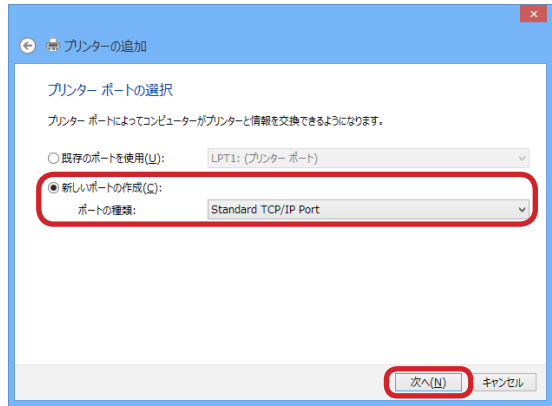 プリンターの追加
プリンター ポートの選択
プリンター ポートによってコンピューターがプリンターと情報を交換できるようになります。
既存のポートを使用(U): LPT1: (プリンター ポート)
新しいポートの作成(C):
ポートの種類: Standard TCP/IP Port
次へ(N) キャンセル